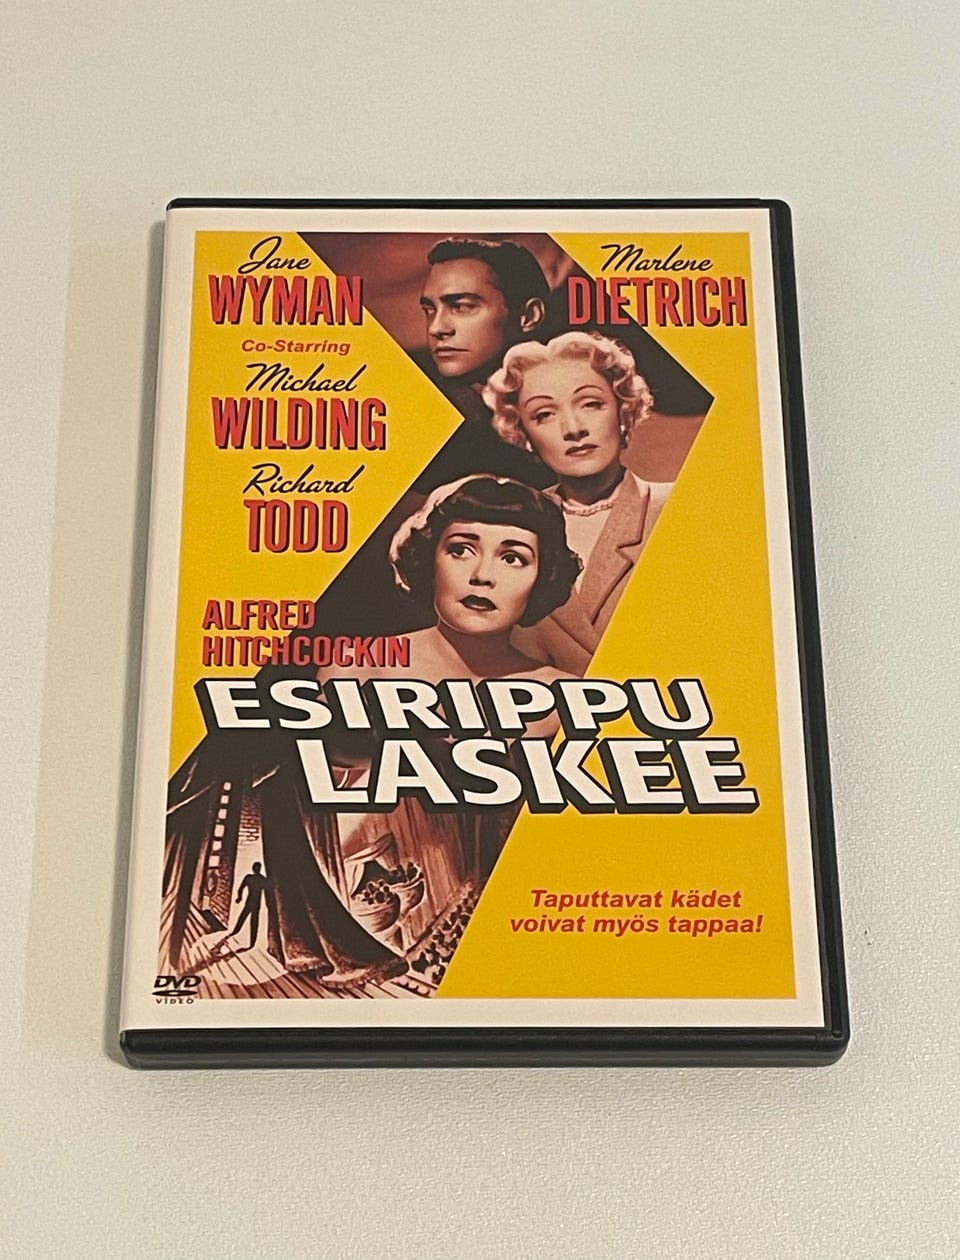 Jane
WYMAN
Marlene
DIETRICH
Co-Starring
Michael
WILDING
Richard
TODD
ALFRED
HITCHCOCKIN
ESIRIPPU
LASKEE
Taputtavat kädet
voivat myös tappaa!
DVD
VIDEO